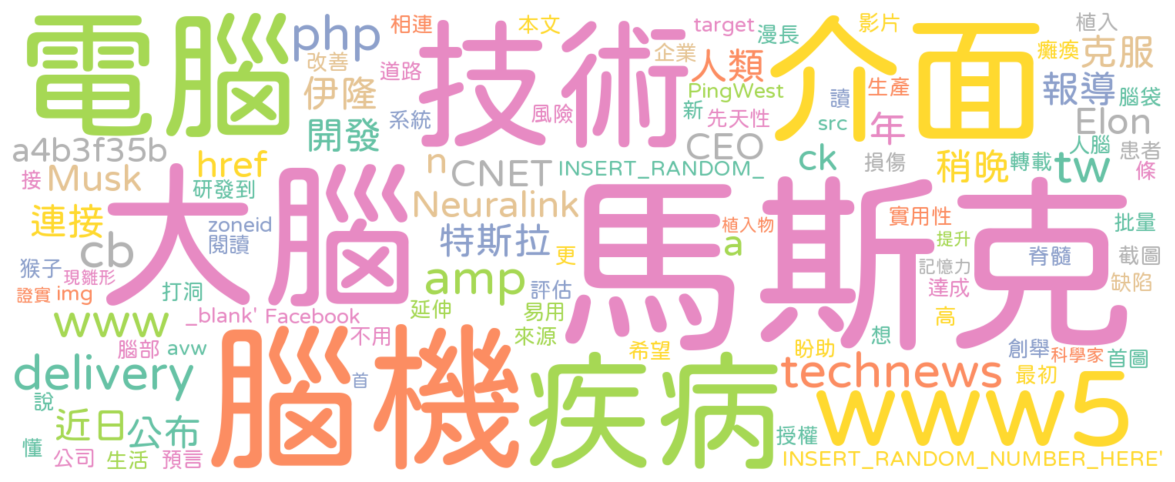 電腦
技術
介面
php
相連
本文
target
漫長
影片
植入
改善
道路
企業
人類
癱瘓
克服
伊隆
PingWest
生產
報導
腦袋
開發
系統
風險
新
先天性
讀
src
年
Elon
人腦
a4b3f35b
href
n
CNET
CEO
ck
損傷
稍晚
轉載
tw
患者
接
Musk
研發到
INSERT_RANDOM_
條
連接
cb
大腦
zoneid
閱讀
Neuralink
特斯拉
植入物
馬斯克
a
更
實用性
提升
批量
猴子
現雛形
證實
img
打洞
amp
評估
記憶力
達成
脊髓
截圖
缺陷
www
_blank'
Facebook
延伸
易用
來源
高
腦部
avw
不用
希望
想
盼助
創舉
科學家
首圖
delivery
腦機
首
疾病
technews
最初
www5
說
懂
近日
公布
公司
生活
預言
授權
INSERT_RANDOM_NUMBER_HERE'